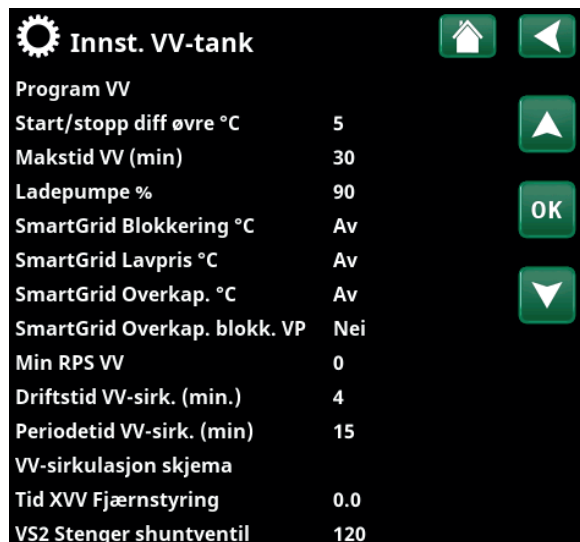 Innst. VV-tank
Program VV
Start/stopp diff øvre °C 5
Makstid VV (min) 30
Ladepumpe % 90
OK
SmartGrid Blokkering °C Av
SmartGrid Lavpris °C Av
SmartGrid Overkap. °C Av
SmartGrid Overkap. blokk. VP Nei
Min RPS VV 0
Driftstid VV-sirk. (min.) 4
Periodetid VV-sirk. (min) 15
VV-sirkulasjon skjema
Tid XVV Fjærnstyring 0.0
VS2 Stenger shuntventil 120